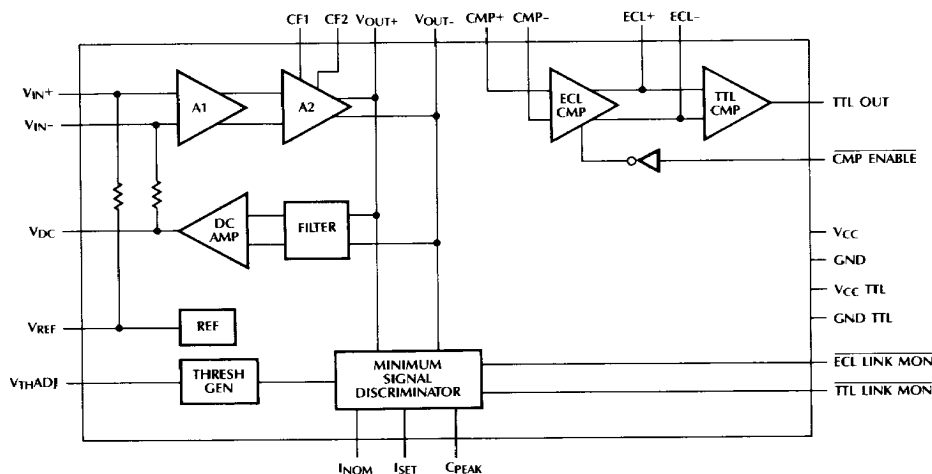 CF1 CF2 VOUT+ VOUT– CMP+ CMP– ECL+ ECL–
VIN+
A1
A2
ECL
CMP
TTL
CMP
TTL OUT
VIN–
CMP ENABLE
VDC
DC
AMP
FILTER
VCC
GND
VCC TTL
GND TTL
VREF
REF
VTHADJ
THRESH
GEN
MINIMUM
SIGNAL
DISCRIMINATOR
ECL LINK MON
TTL LINK MON
INOM ISET CPEAK